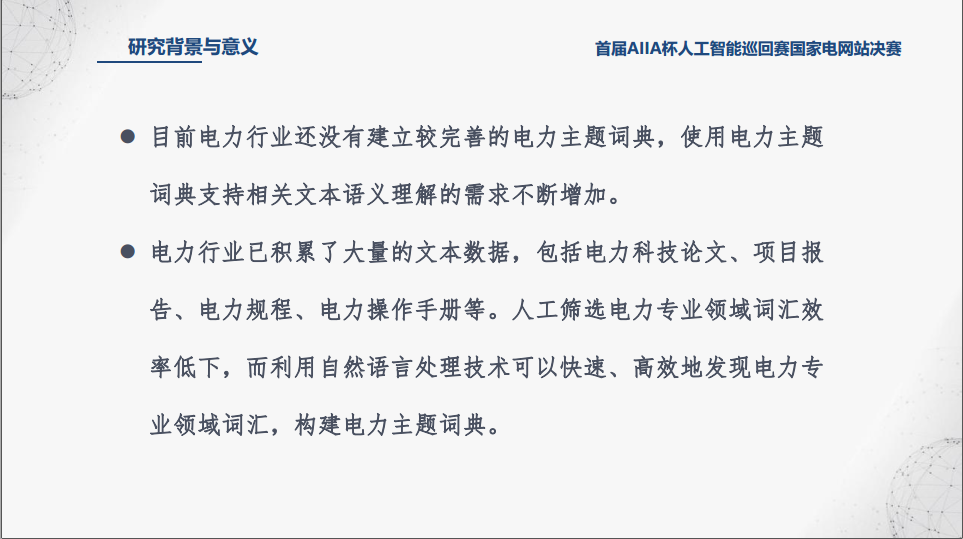 研究背景与意义
首届AIIA杯人工智能巡回赛国家电网站决赛
● 目前电力行业还没有建立较完善的电力主题词典，使用电力主题
词典支持相关文本语义理解的需求不断增加。
● 电力行业已积累了大量的文本数据，包括电力科技论文、项目报
告、电力规程、电力操作手册等。人工筛选电力专业领域词汇效
率低下，而利用自然语言处理技术可以快速、高效地发现电力专
业领域词汇，构建电力主题词典。